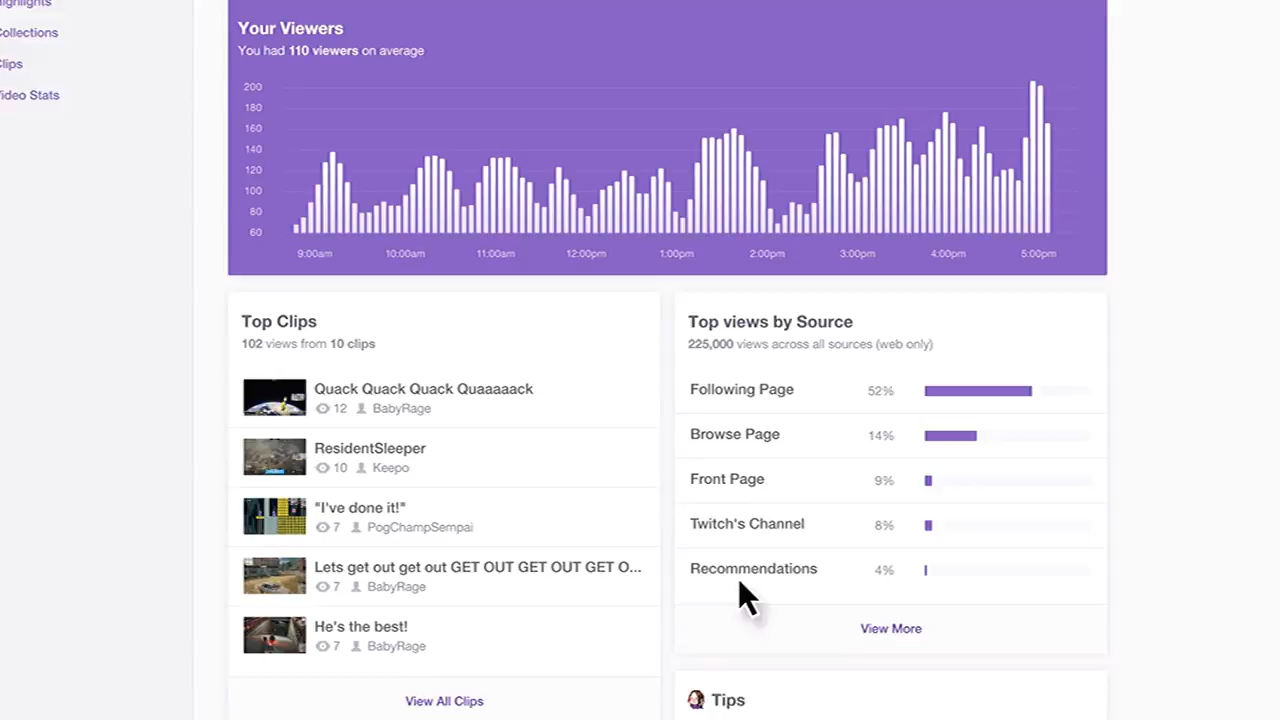 Highlights
Collections
Clips
Video Stats
Your Viewers
You had 110 viewers on average
200
180
160
140
120
100
80
60
9:00am 10:00am 11:00am 12:00pm 1:00pm 2:00pm 3:00pm 4:00pm 5:00pm
Top Clips
102 views from 10 clips
Quack Quack Quack Quaaaaack
12 BabyRage
ResidentSleeper
10 Keepo
"I've done it!"
7 PogChampSempai
Lets get out get out GET OUT GET OUT GET O...
7 BabyRage
He's the best!
7 BabyRage
View All Clips
Top views by Source
225,000 views across all sources (web only)
Following Page 52%
Browse Page 14%
Front Page 9%
Twitch's Channel 8%
Recommendations 4%
View More
Tips